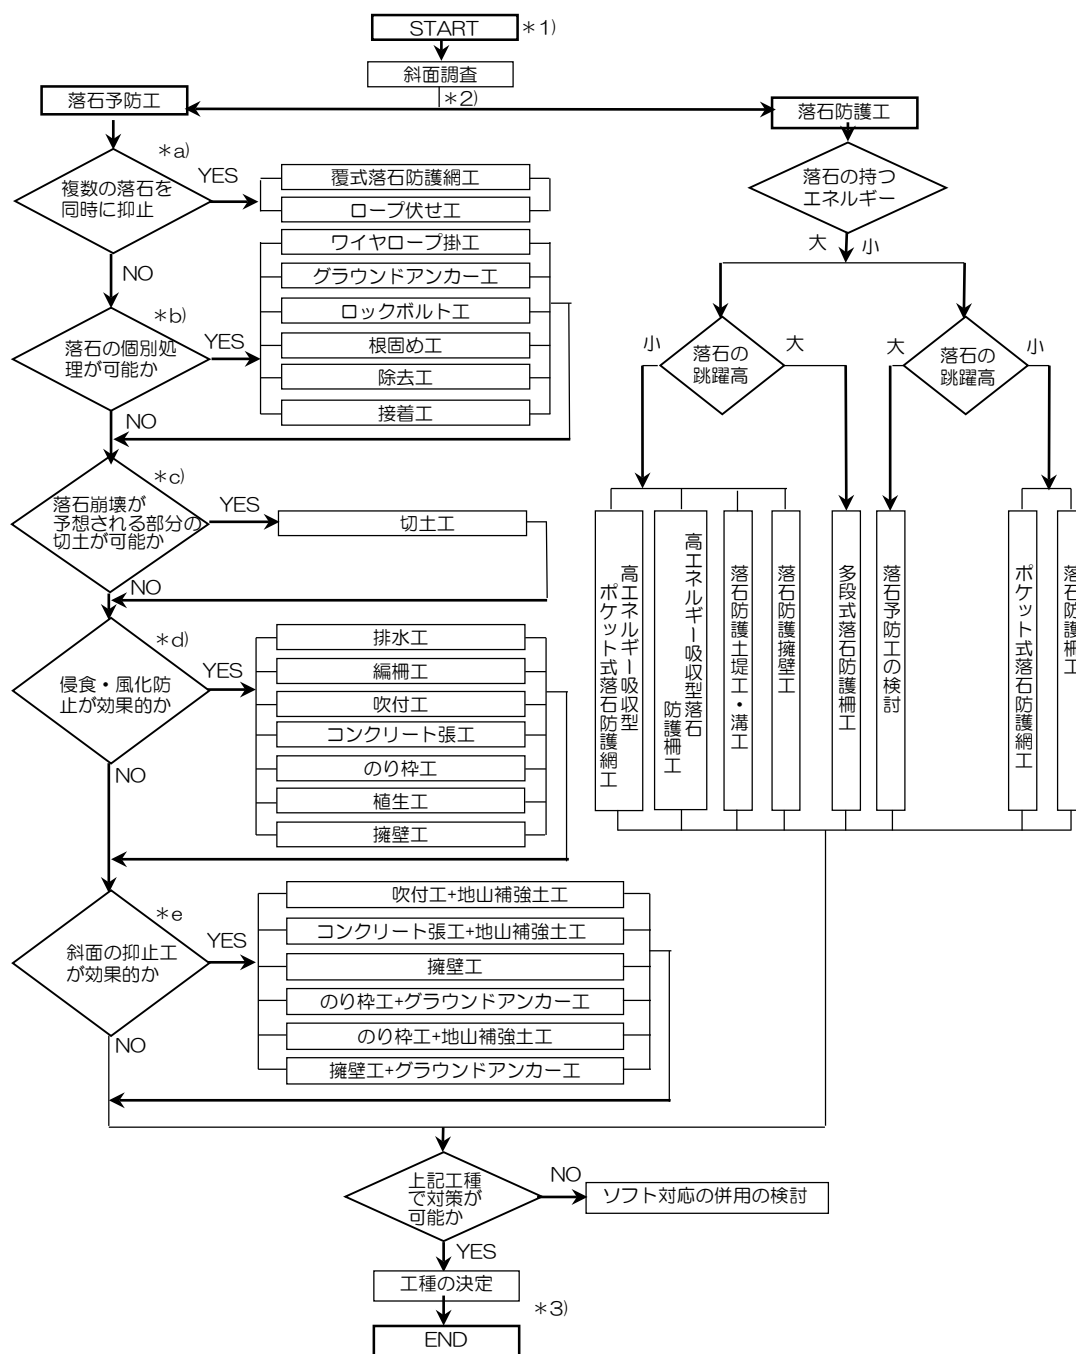 START
*1)
斜面調査
*2)
落石予防工
落石防護工
*a)
複数の落石を
同時に抑止
YES
覆式落石防護網工
ロープ伏せ工
NO
*b)
落石の個別処
理が可能か
YES
ワイヤロープ掛工
グラウンドアンカー工
ロックボルト工
根固め工
除去工
接着工
NO
*c)
落石崩壊が
予想される部分の
切土が可能か
YES
切土工
NO
*d)
侵食・風化防
止が効果的か
YES
排水工
編柵工
吹付工
コンクリート張工
のり枠工
植生工
擁壁工
NO
*e
斜面の抑止工
が効果的か
YES
吹付工+地山補強土工
コンクリート張工+地山補強土工
擁壁工
のり枠工+グラウンドアンカー工
のり枠工+地山補強土工
擁壁工+グラウンドアンカー工
NO
落石の持つ
エネルギー
大
小
小
落石の
跳躍高
大
大
落石の
跳躍高
小
高エネルギー吸収型
ポケット式落石防護網工
高エネルギー吸収型落石
防護柵工
落石防護土堤工・溝工
落石防護擁壁工
多段式落石防護柵工
落石予防工の検討
ポケット式落石防護網工
落石防護柵工
上記工種
で対策が
可能か
NO
ソフト対応の併用の検討
YES
工種の決定
*3)
END